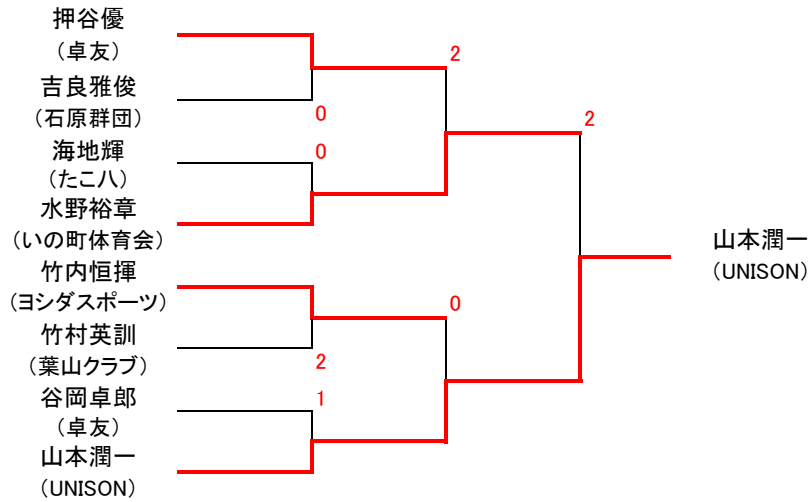 押谷優
（卓友）
吉良雅俊
（石原群団）
海地輝
（たこ八）
水野裕章
（いの町体育会）
竹内恒揮
（ヨシダスポーツ）
竹村英訓
（葉山クラブ）
谷岡卓郎
（卓友）
山本潤一
（UNISON）
0
0
2
1
2
0
2
山本潤一
（UNISON）